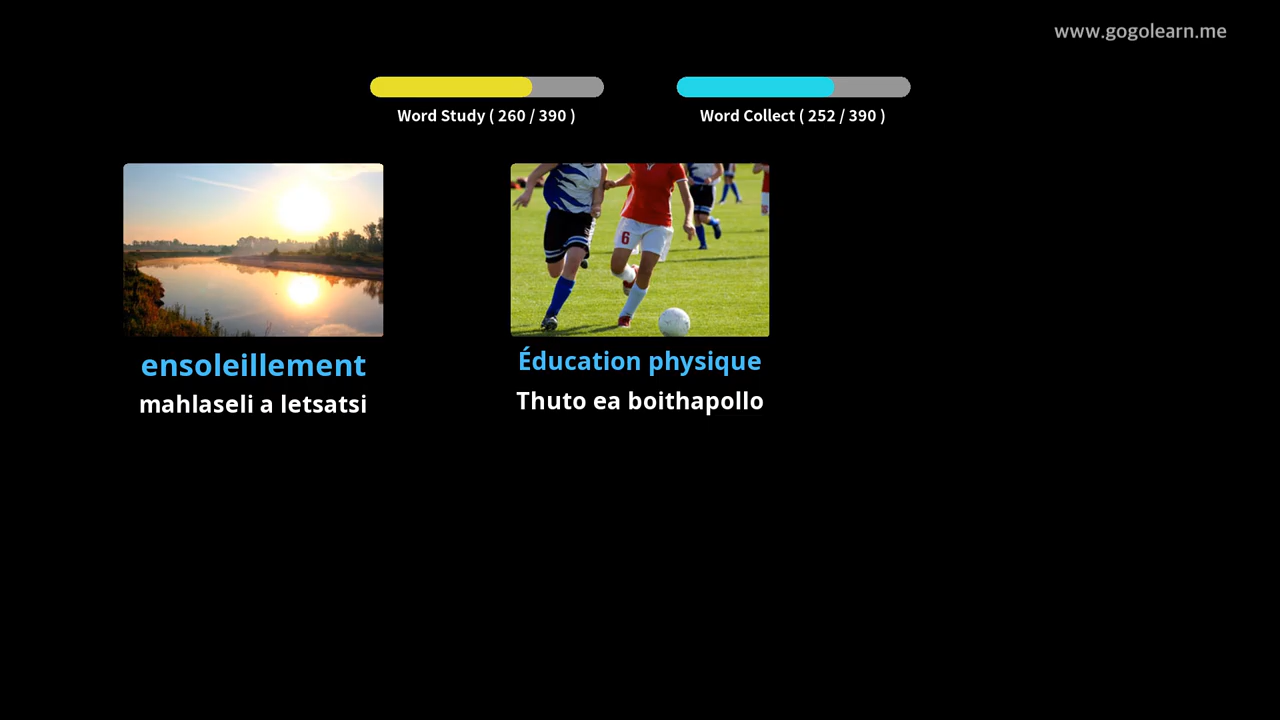 www.gogolearn.me
Word Study ( 260 / 390 )
Word Collect ( 252 / 390 )
ensoleillement
mahlaseli a letsatsi
Éducation physique
Thuto ea boithapollo
6